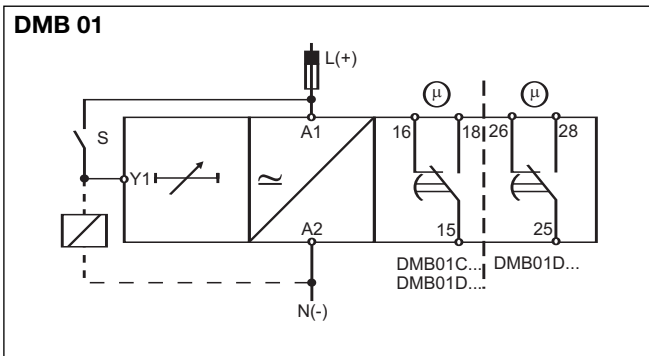 DMB 01
L(+)
µ µ
S
A1
16 18 26 28
Y1
≃
A2
15 25
DMB01C... DMB01D...
DMB01D...
N(-)